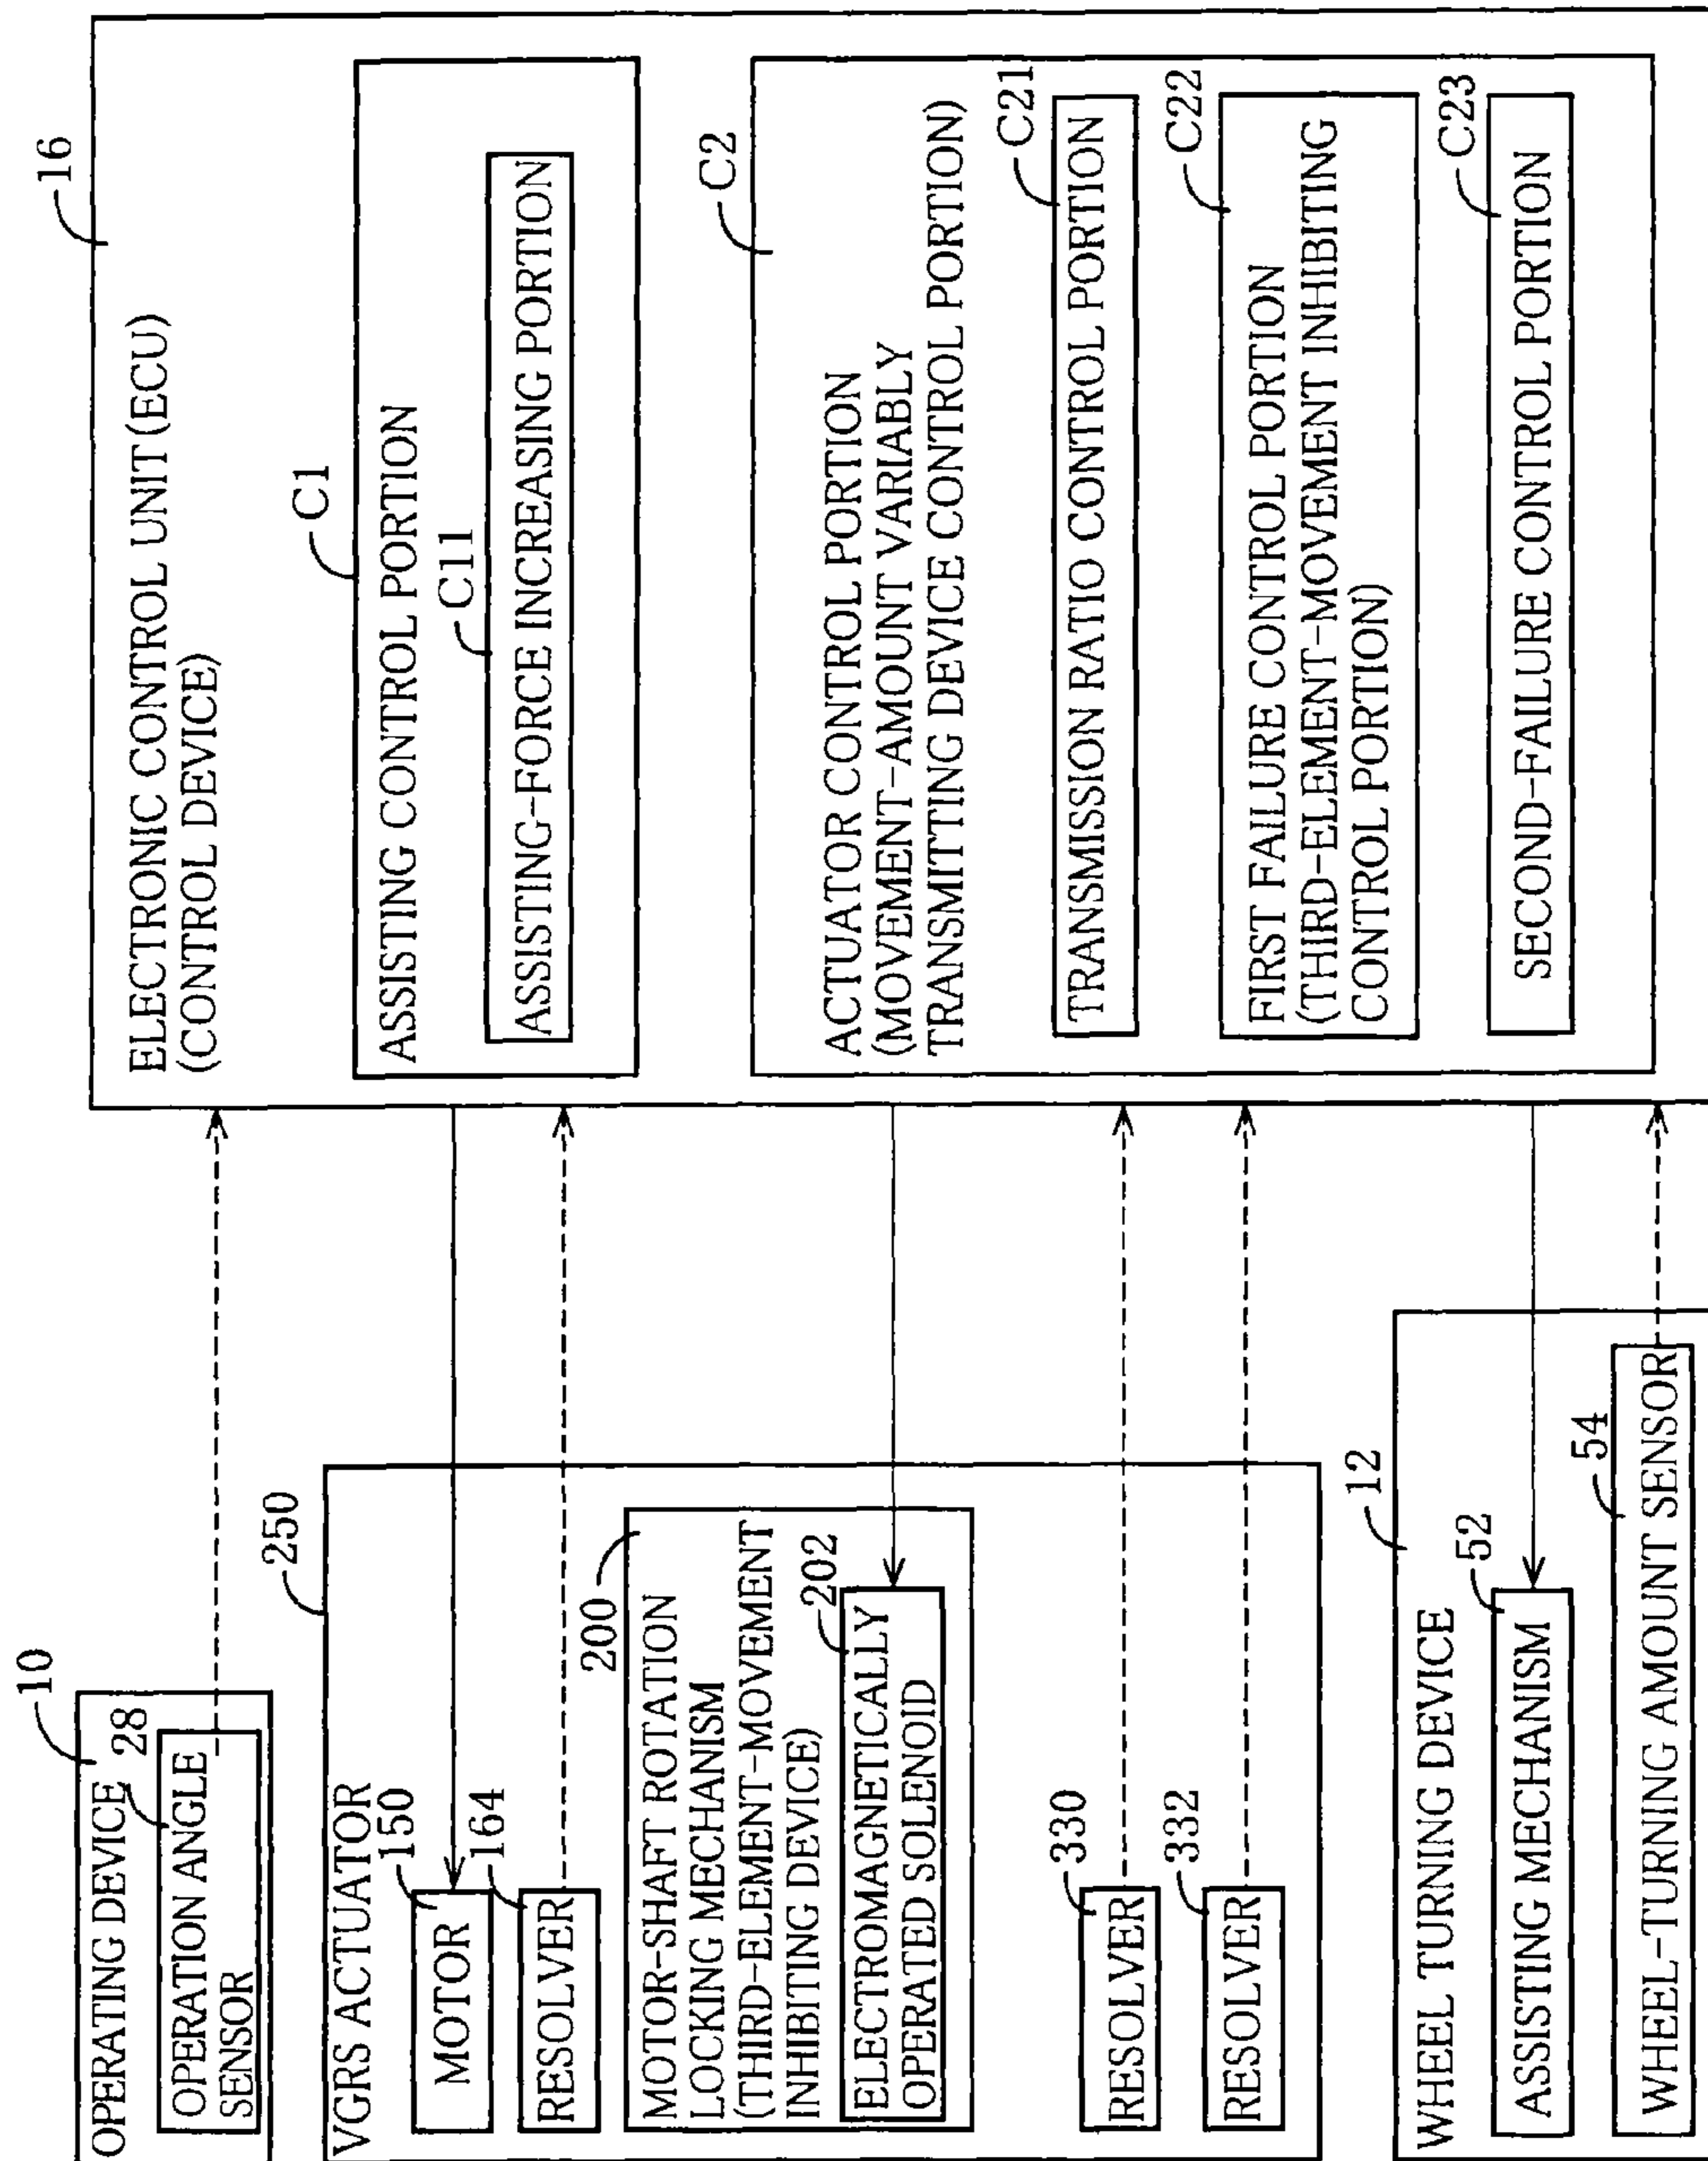 10
OPERATING DEVICE
28
OPERATION ANGLE
SENSOR
250
VGRS ACTUATOR
150
MOTOR
164
RESOLVER
200
MOTOR-SHAFT ROTATION
LOCKING MECHANISM
(THIRD-ELEMENT-MOVEMENT
INHIBITING DEVICE)
202
ELECTROMAGNETICALLY
OPERATED SOLENOID
330
RESOLVER
332
RESOLVER
12
WHEEL TURNING DEVICE
52
ASSISTING MECHANISM
54
WHEEL-TURNING AMOUNT SENSOR
16
ELECTRONIC CONTROL UNIT (ECU)
(CONTROL DEVICE)
C1
ASSISTING CONTROL PORTION
C11
ASSISTING-FORCE INCREASING PORTION
C2
ACTUATOR CONTROL PORTION
(MOVEMENT-AMOUNT VARIABLY
TRANSMITTING DEVICE CONTROL PORTION)
C21
TRANSMISSION RATIO CONTROL PORTION
C22
FIRST FAILURE CONTROL PORTION
(THIRD-ELEMENT-MOVEMENT INHIBITING
CONTROL PORTION)
C23
SECOND-FAILURE CONTROL PORTION